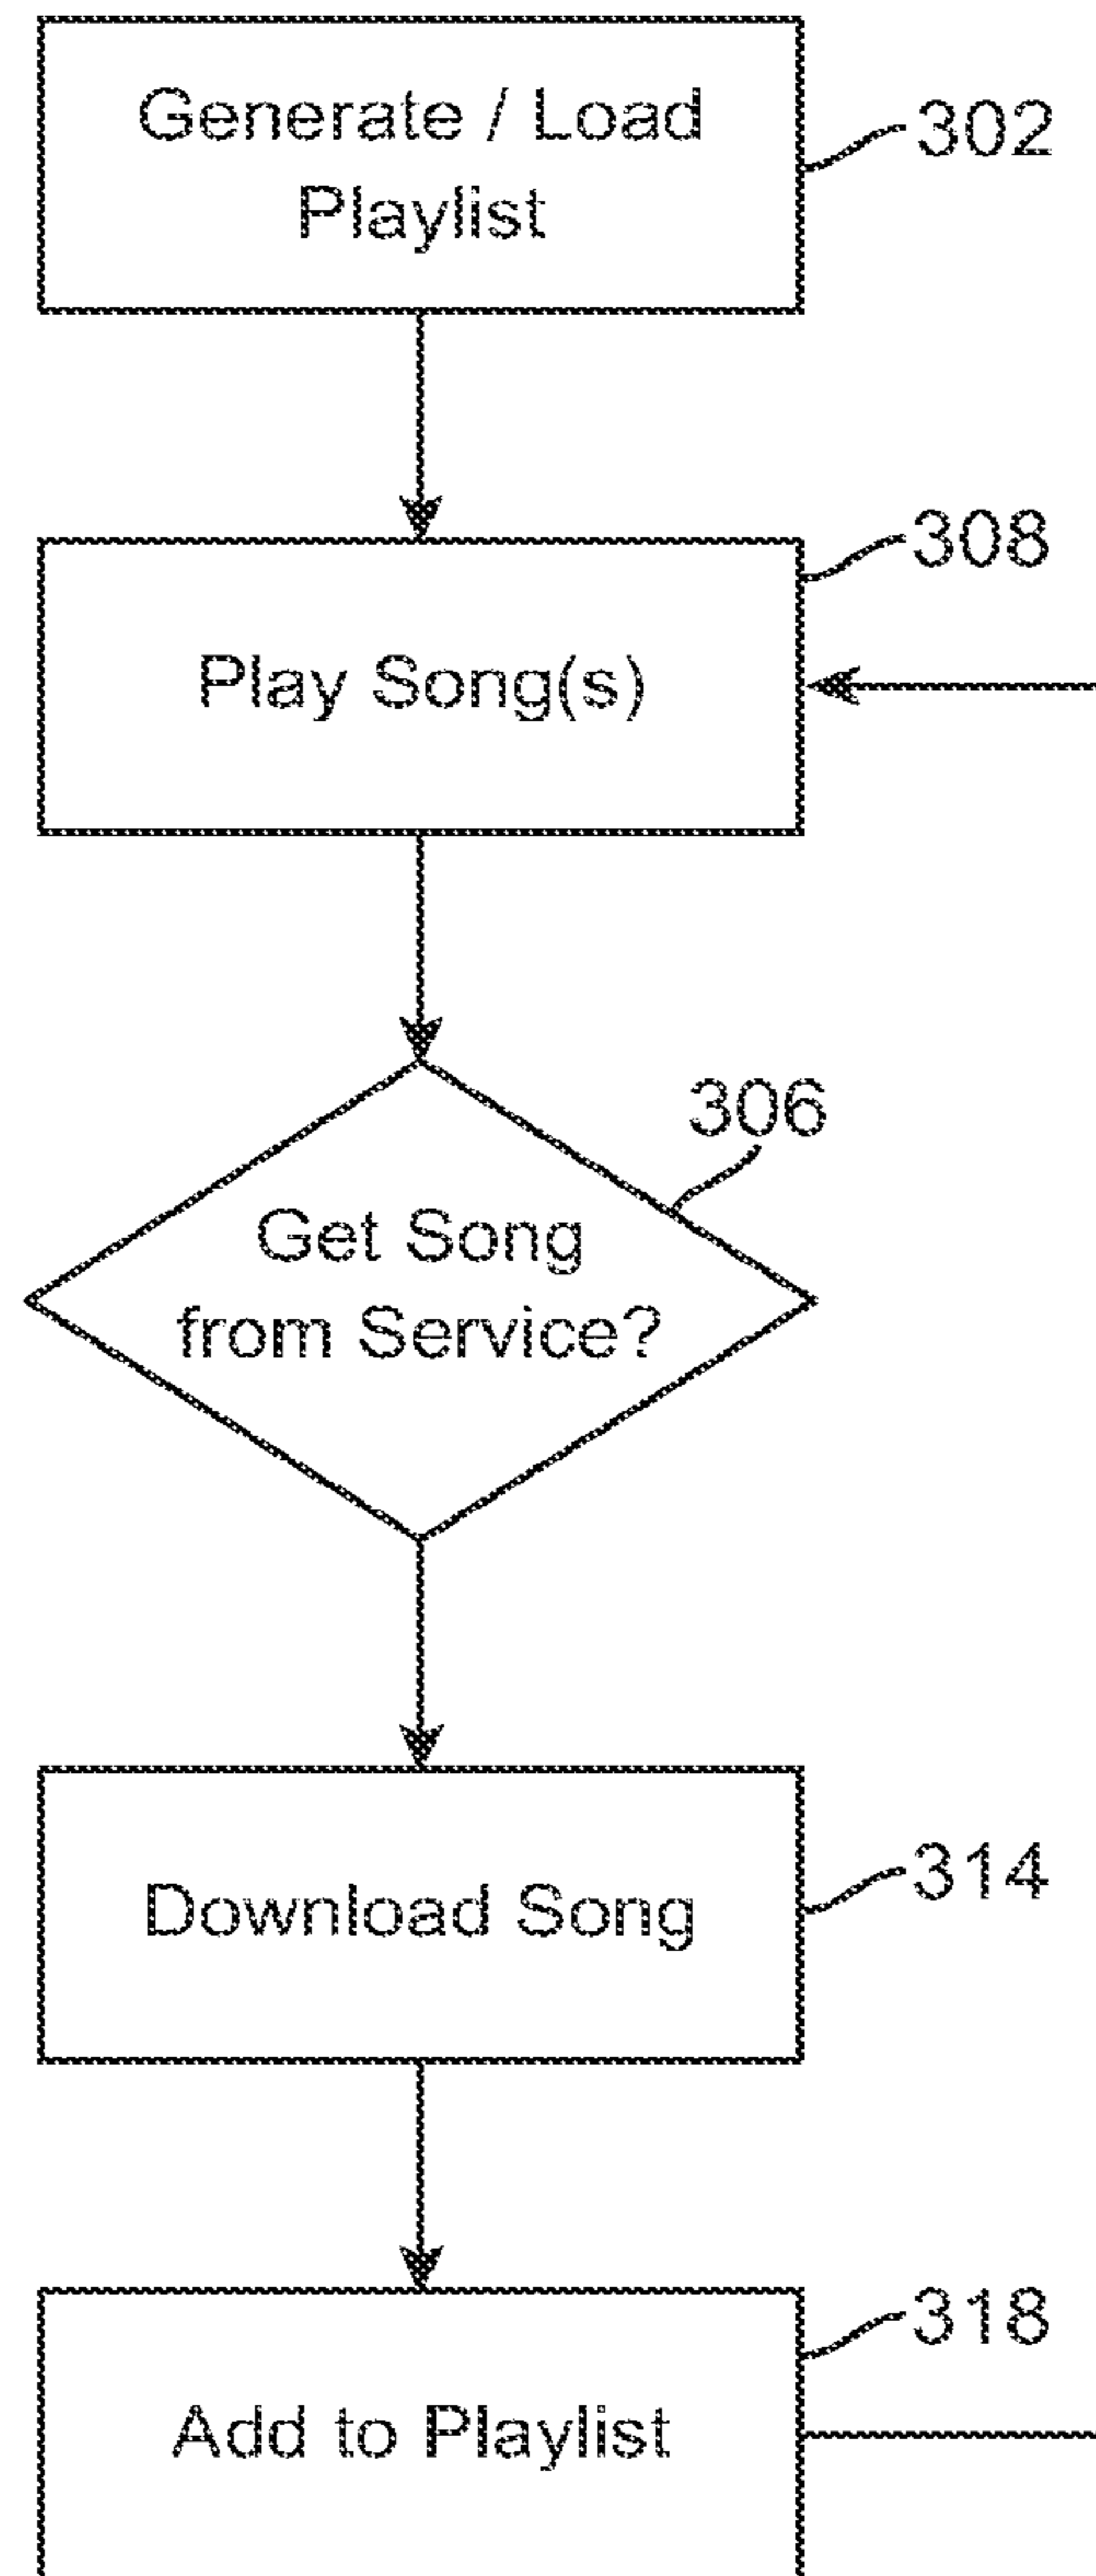 Generate / Load
Playlist
302
308
Play Song(s)
306
Get Song
from Service?
314
Download Song
318
Add to Playlist